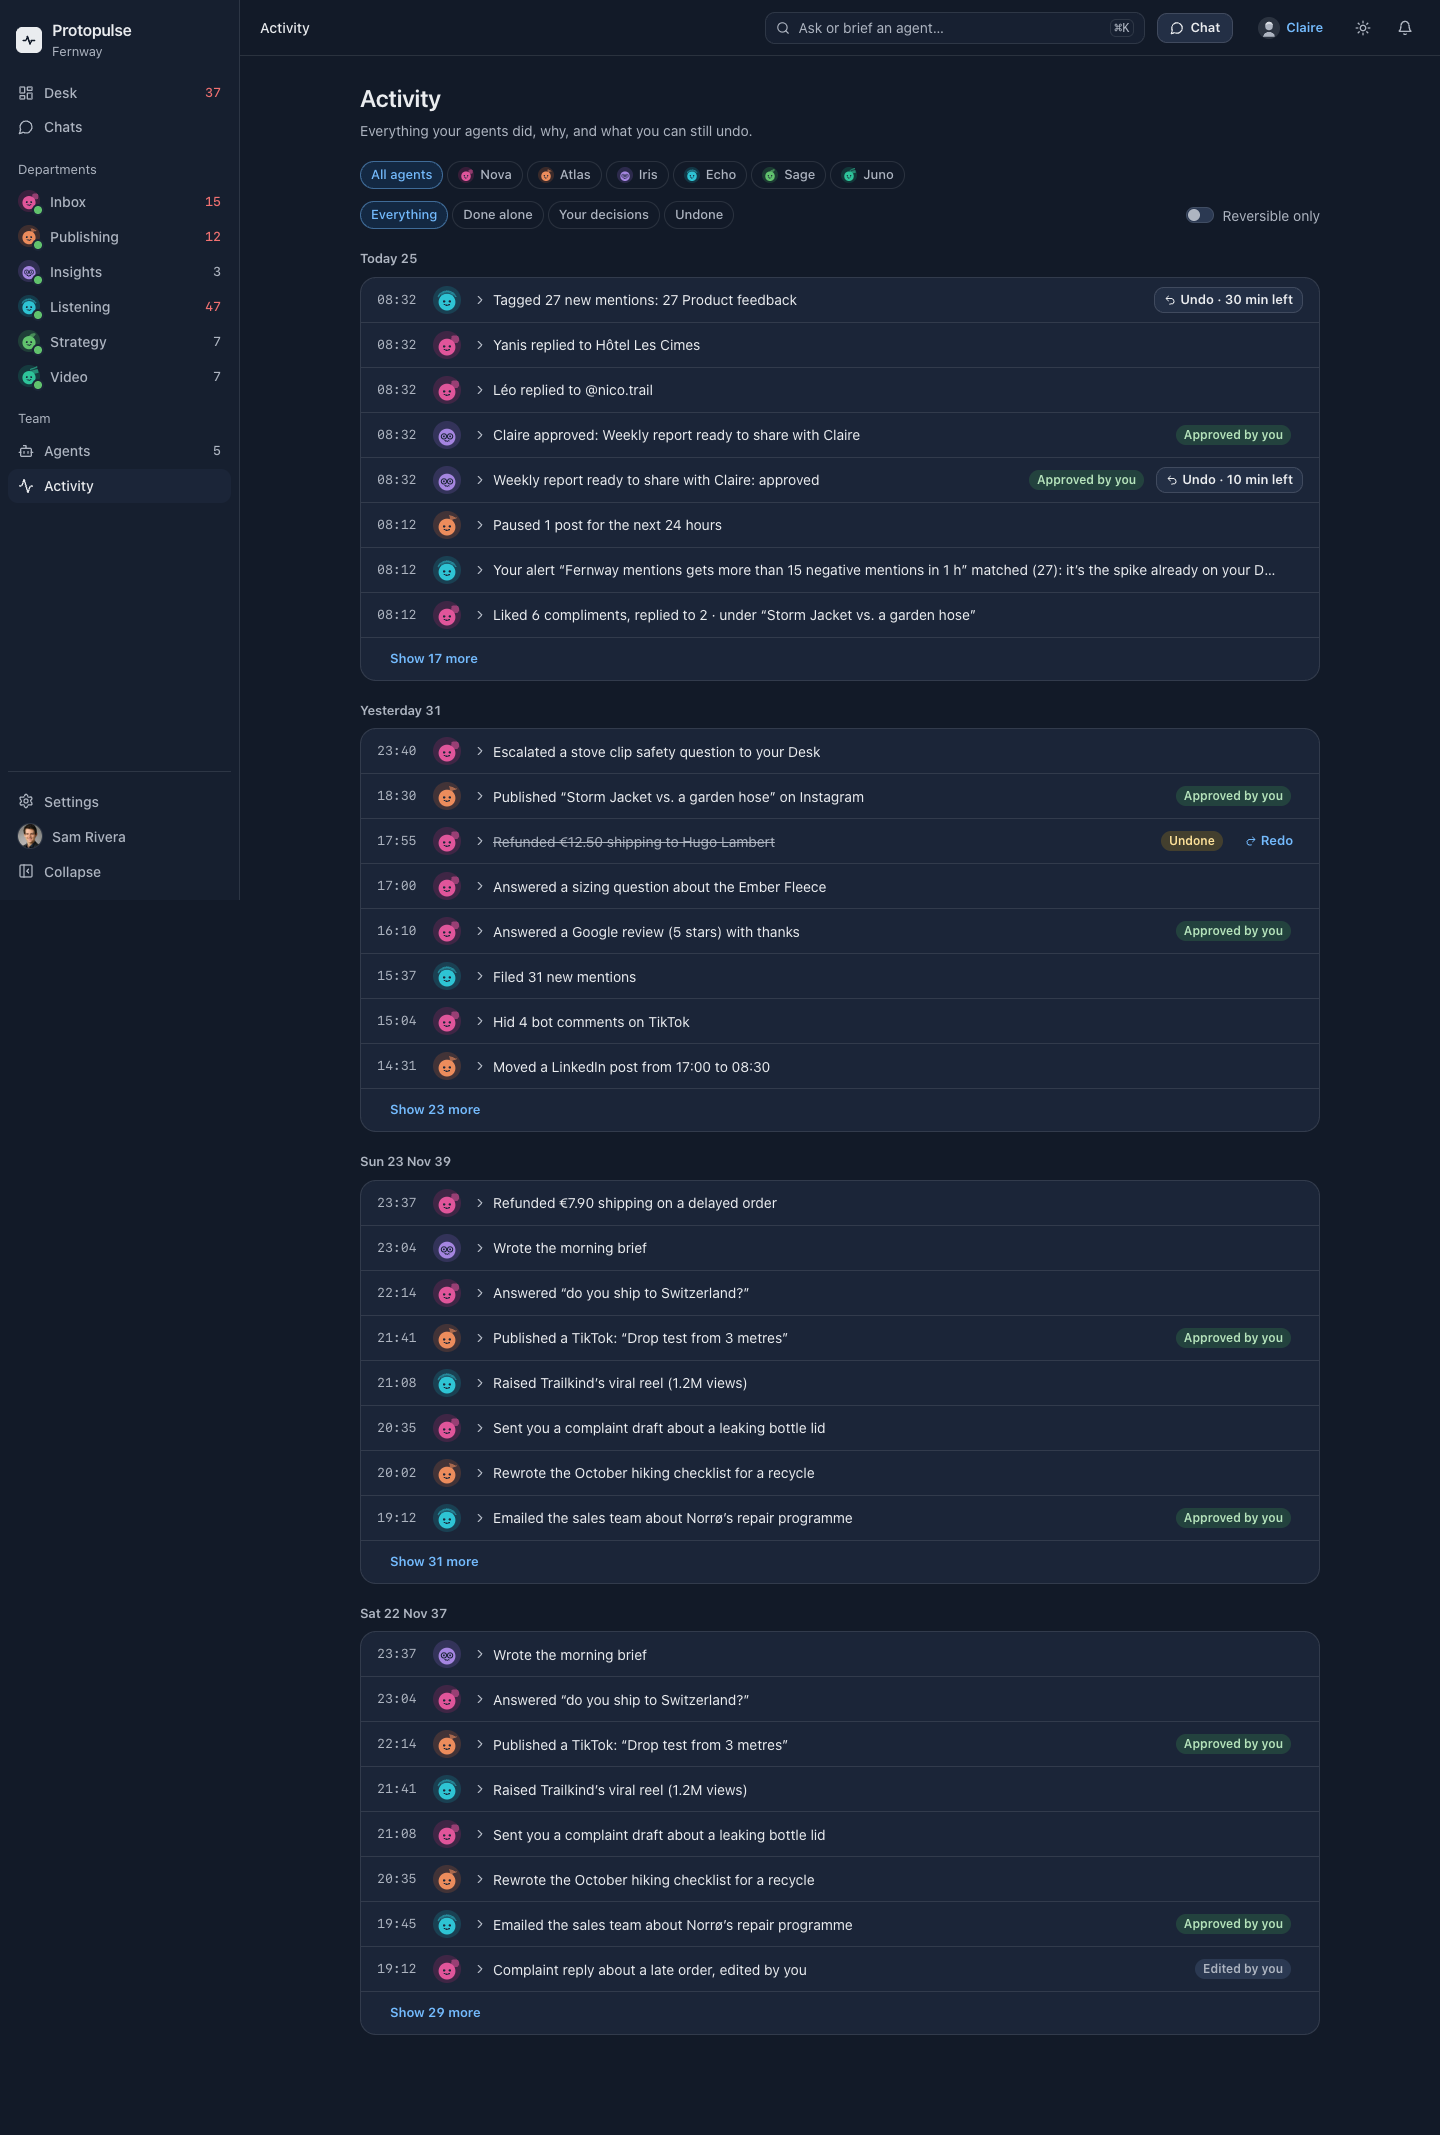 Protopulse
Fernway
Desk 37
Chats
Departments
Inbox 15
Publishing 12
Insights 3
Listening 47
Strategy 7
Video 7
Team
Agents 5
Activity
Settings
Sam Rivera
Collapse
Activity
Ask or brief an agent… ⌘K
Chat
Claire
Activity
Everything your agents did, why, and what you can still undo.
All agents Nova Atlas Iris Echo Sage Juno
Everything Done alone Your decisions Undone Reversible only
Today 25
08:32 Tagged 27 new mentions: 27 Product feedback Undo · 30 min left
08:32 Yanis replied to Hôtel Les Cimes
08:32 Léo replied to @nico.trail
08:32 Claire approved: Weekly report ready to share with Claire Approved by you
08:32 Weekly report ready to share with Claire: approved Approved by you Undo · 10 min left
08:12 Paused 1 post for the next 24 hours
08:12 Your alert “Fernway mentions gets more than 15 negative mentions in 1 h” matched (27): it’s the spike already on your D…
08:12 Liked 6 compliments, replied to 2 · under “Storm Jacket vs. a garden hose”
Show 17 more
Yesterday 31
23:40 Escalated a stove clip safety question to your Desk
18:30 Published “Storm Jacket vs. a garden hose” on Instagram Approved by you
17:55 Refunded €12.50 shipping to Hugo Lambert Undone Redo
17:00 Answered a sizing question about the Ember Fleece
16:10 Answered a Google review (5 stars) with thanks Approved by you
15:37 Filed 31 new mentions
15:04 Hid 4 bot comments on TikTok
14:31 Moved a LinkedIn post from 17:00 to 08:30
Show 23 more
Sun 23 Nov 39
23:37 Refunded €7.90 shipping on a delayed order
23:04 Wrote the morning brief
22:14 Answered “do you ship to Switzerland?”
21:41 Published a TikTok: “Drop test from 3 metres” Approved by you
21:08 Raised Trailkind’s viral reel (1.2M views)
20:35 Sent you a complaint draft about a leaking bottle lid
20:02 Rewrote the October hiking checklist for a recycle
19:12 Emailed the sales team about Norrø’s repair programme Approved by you
Show 31 more
Sat 22 Nov 37
23:37 Wrote the morning brief
23:04 Answered “do you ship to Switzerland?”
22:14 Published a TikTok: “Drop test from 3 metres” Approved by you
21:41 Raised Trailkind’s viral reel (1.2M views)
21:08 Sent you a complaint draft about a leaking bottle lid
20:35 Rewrote the October hiking checklist for a recycle
19:45 Emailed the sales team about Norrø’s repair programme Approved by you
19:12 Complaint reply about a late order, edited by you Edited by you
Show 29 more